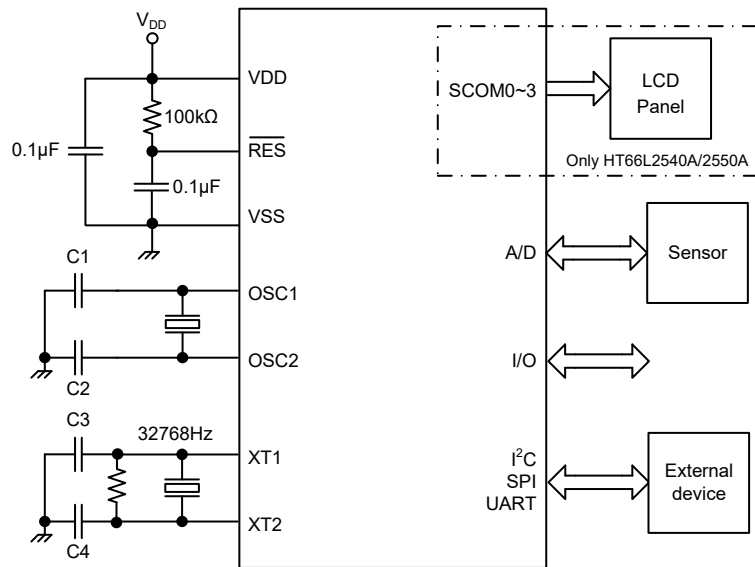 VDD
VDD
100kΩ
0.1µF
RES
0.1µF
VSS
C1
OSC1
OSC2
C2
C3
32768Hz
XT1
XT2
C4
SCOM0~3
LCD
Panel
Only HT66L2540A/2550A
A/D
Sensor
I/O
I²C
SPI
UART
External
device